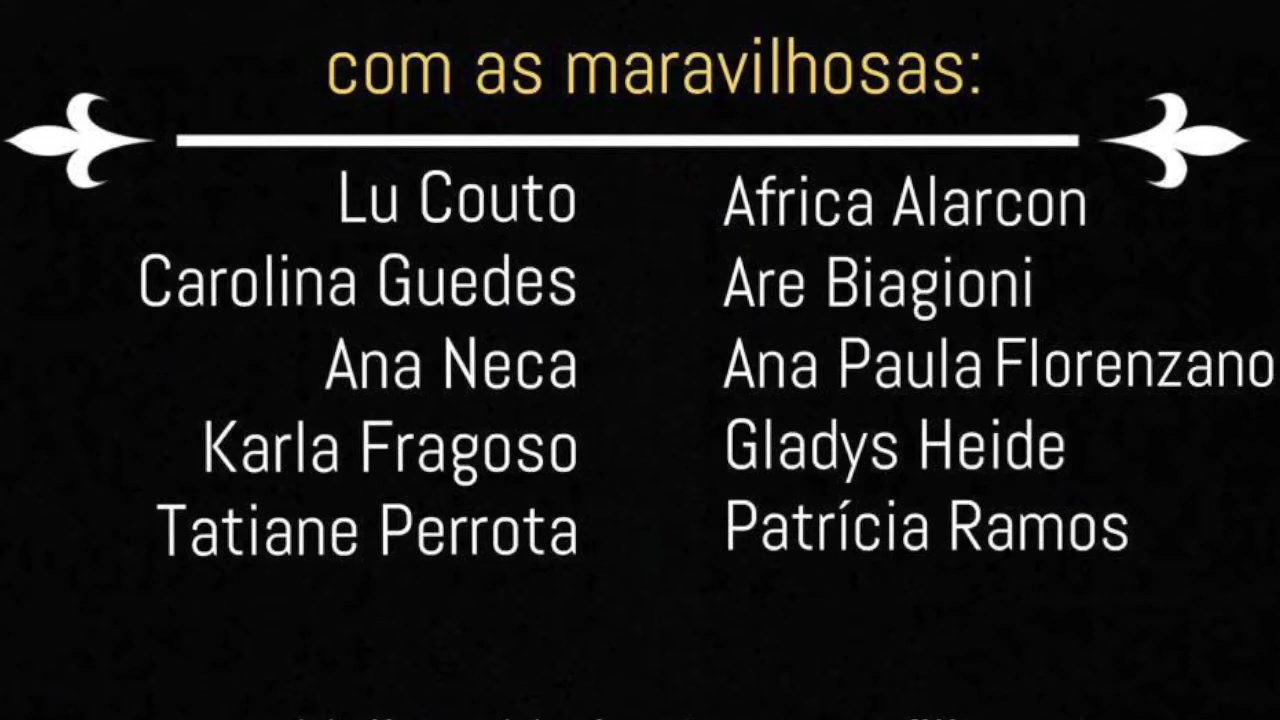 com as maravilhosas:
Lu Couto
Carolina Guedes
Ana Neca
Karla Fragoso
Tatiane Perrota
Africa Alarcon
Are Biagioni
Ana Paula Florenzano
Gladys Heide
Patrícia Ramos